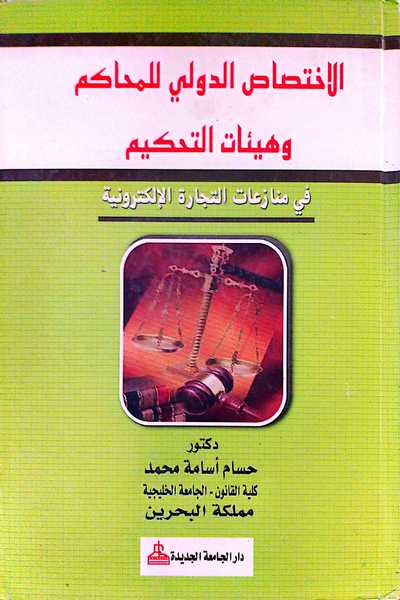 الاختصاص الدولي للمحاكم
وهيئات التحكيم
في منازعات التجارة الإلكترونية
دكتور
حسام أسامة محمد
كلية القانون - الجامعة الخليجية
مملكة البحرين
دار الجامعة الجديدة